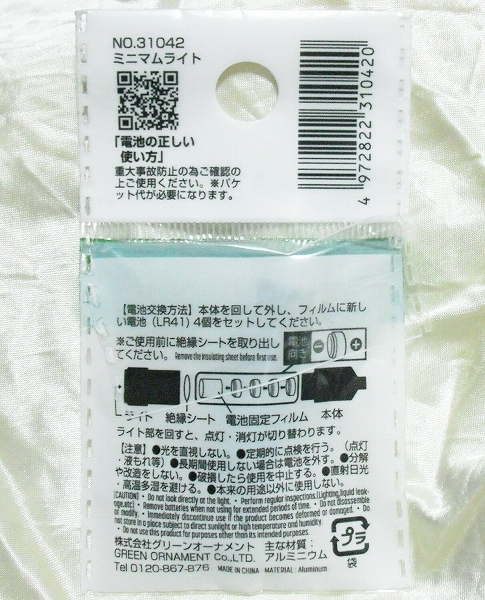 NO.31042
ミニマムライト
「電池の正しい
使い方」
重大事故防止の為ご確認の
上ご使用ください。※パケ
ット代が必要になります。
4 972822 310420
【電池交換方法】本体を回して外し、フィルムに新し
い電池（LR41）4個をセットしてください。
※ご使用前に絶縁シートを取り出し
てください。 Remove the insulating sheet before first use.
電池
向き
ライト 絶縁シート 電池固定フィルム 本体
ライト部を回すと、点灯・消灯が切り替わります。
【注意】●光を直視しない。●定期的に点検を行う。（点灯
・液もれ等）●長期間使用しない場合は電池を外す。●分解
や改造をしない。●破損したら使用を中止する。●直射日光
・高温多湿を避ける。●本来の用途以外に使用しない。
[CAUTION] • Do not look directly at the light. • Perform regular inspections.(Lighting,liquid leak-
age,etc) • Remove batteries when not using for extended periods of time. • Do not disassemble
or modify. • Immediately discontinue use if the product becomes deformed or damaged. • Do
not store in a place subject to direct sunlight or high temperature and humidity.
• Do not use this product for purposes other than its intended purposes.
株式会社グリーンオーナメント 主な材質：
GREEN ORNAMENT Co.,LTD. アルミニウム
Tel 0120-867-876 MADE IN CHINA MATERIAL : Aluminum
プラ
袋